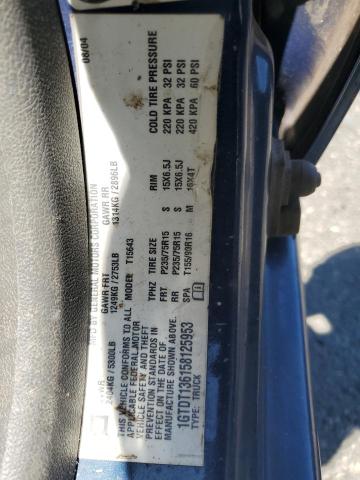 MFD BY GENERAL MOTORS CORPORATION
08/04
GVWR GAWR FRT GAWR RR
2404KG / 5300LB 1249KG / 2753LB 1314KG / 2896LB
THIS VEHICLE CONFORMS TO ALL MODEL: T15643
APPLICABLE FEDERAL MOTOR
VEHICLE SAFETY AND THEFT
PREVENTION STANDARDS IN
EFFECT ON THE DATE OF
MANUFACTURE SHOWN ABOVE.
1GTDT136158125953
TYPE: TRUCK
TPHZ TIRE SIZE RIM COLD TIRE PRESSURE
FRT P235/75R15 S 15X6.5J 220 KPA 32 PSI
RR P235/75R15 S 15X6.5J 220 KPA 32 PSI
SPA T155/90R16 M 16X4T 420 KPA 60 PSI